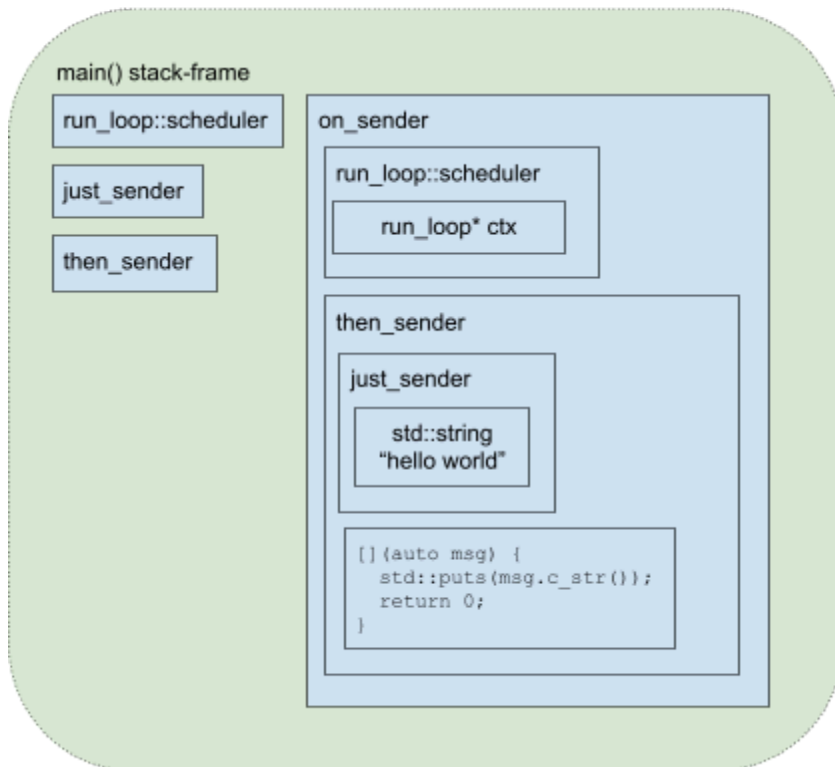 main() stack-frame
run_loop::scheduler
just_sender
then_sender
on_sender
run_loop::scheduler
run_loop* ctx
then_sender
just_sender
std::string
“hello world”
[](auto msg) {
  std::puts(msg.c_str());
  return 0;
}